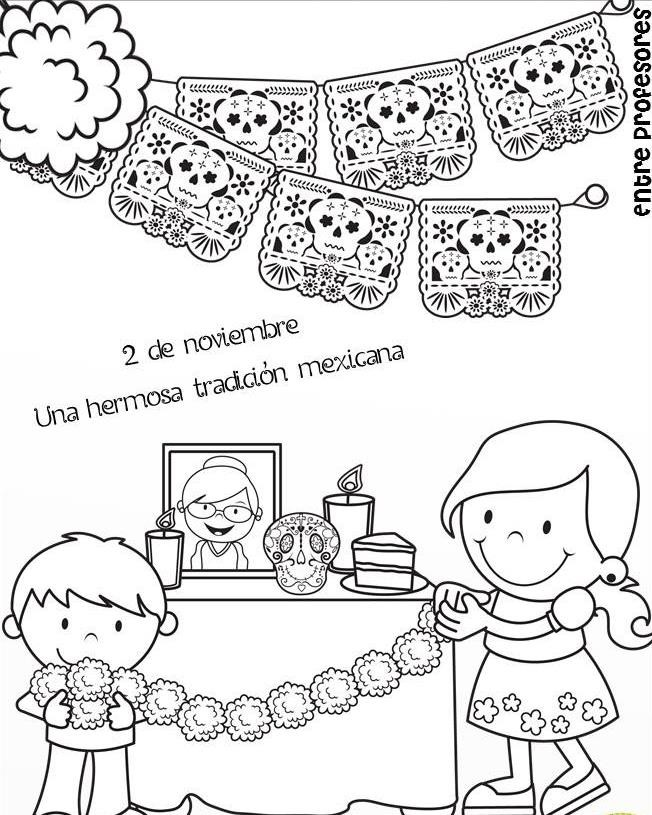 entre profesores
2 de noviembre
Una hermosa tradición mexicana